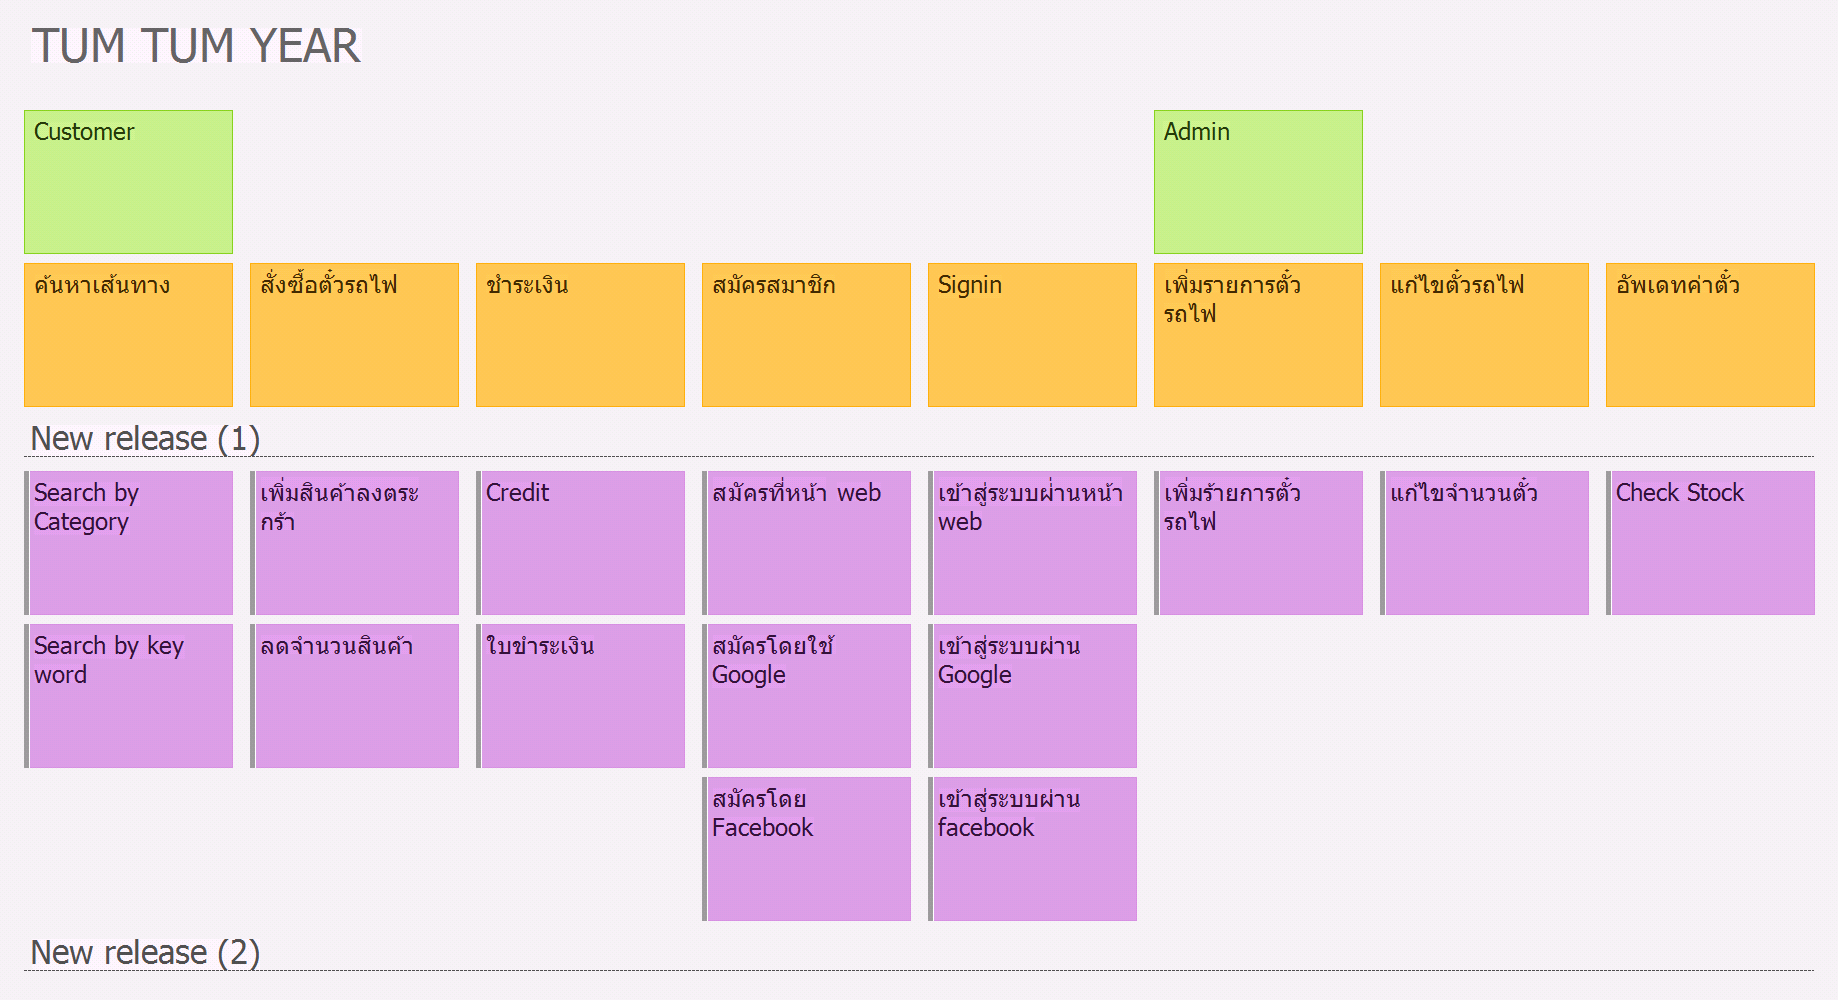 TUM TUM YEAR
Customer
Admin
ค้นหาเส้นทาง
สั่งซื้อตั๋วรถไฟ
ชำระเงิน
สมัครสมาชิก
Signin
เพิ่มรายการตั๋ว
รถไฟ
แก้ไขตั๋วรถไฟ
อัพเดทค่าตั๋ว
New release (1)
Search by
Category
เพิ่มสินค้าลงตระ
กร้า
Credit
สมัครที่หน้า web
เข้าสู่ระบบผ่่านหน้า
web
เพิ่มร้ายการตั๋ว
รถไฟ
แก้ไขจำนวนตั๋ว
Check Stock
Search by key
word
ลดจำนวนสินค้า
ใบชำระเงิน
สมัครโดยใช้
Google
เข้าสู่ระบบผ่าน
Google
สมัครโดย
Facebook
เข้าสู่ระบบผ่าน
facebook
New release (2)